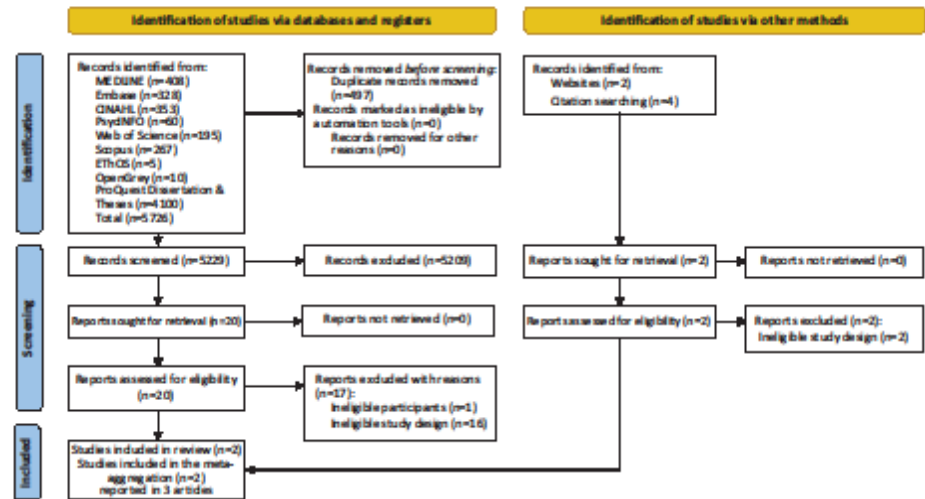 Identification of studies via databases and registers
Identification of studies via other methods
Identification
Records identified from:
MEDLINE (n=408)
Embase (n=328)
CINAHL (n=353)
PsycINFO (n=60)
Web of Science (n=195)
Scopus (n=267)
EThOS (n=5)
OpenGrey (n=10)
ProQuest Dissertation &
Theses (n=4100)
Total (n=5726)
Records removed before screening:
Duplicate records removed
(n=497)
Records marked as ineligible by
automation tools (n=0)
Records removed for other
reasons (n=0)
Records identified from:
Websites (n=2)
Citation searching (n=4)
Screening
Records screened (n=5229)
Records excluded (n=5209)
Reports sought for retrieval (n=2)
Reports not retrieved (n=0)
Reports sought for retrieval (n=20)
Reports not retrieved (n=0)
Reports assessed for eligibility (n=2)
Reports excluded (n=2):
Ineligible study design (n=2)
Reports assessed for eligibility
(n=20)
Reports excluded with reasons
(n=17):
Ineligible participants (n=1)
Ineligible study design (n=16)
Included
Studies included in review (n=2)
Studies included in the meta-
aggregation (n=2)
reported in 3 articles